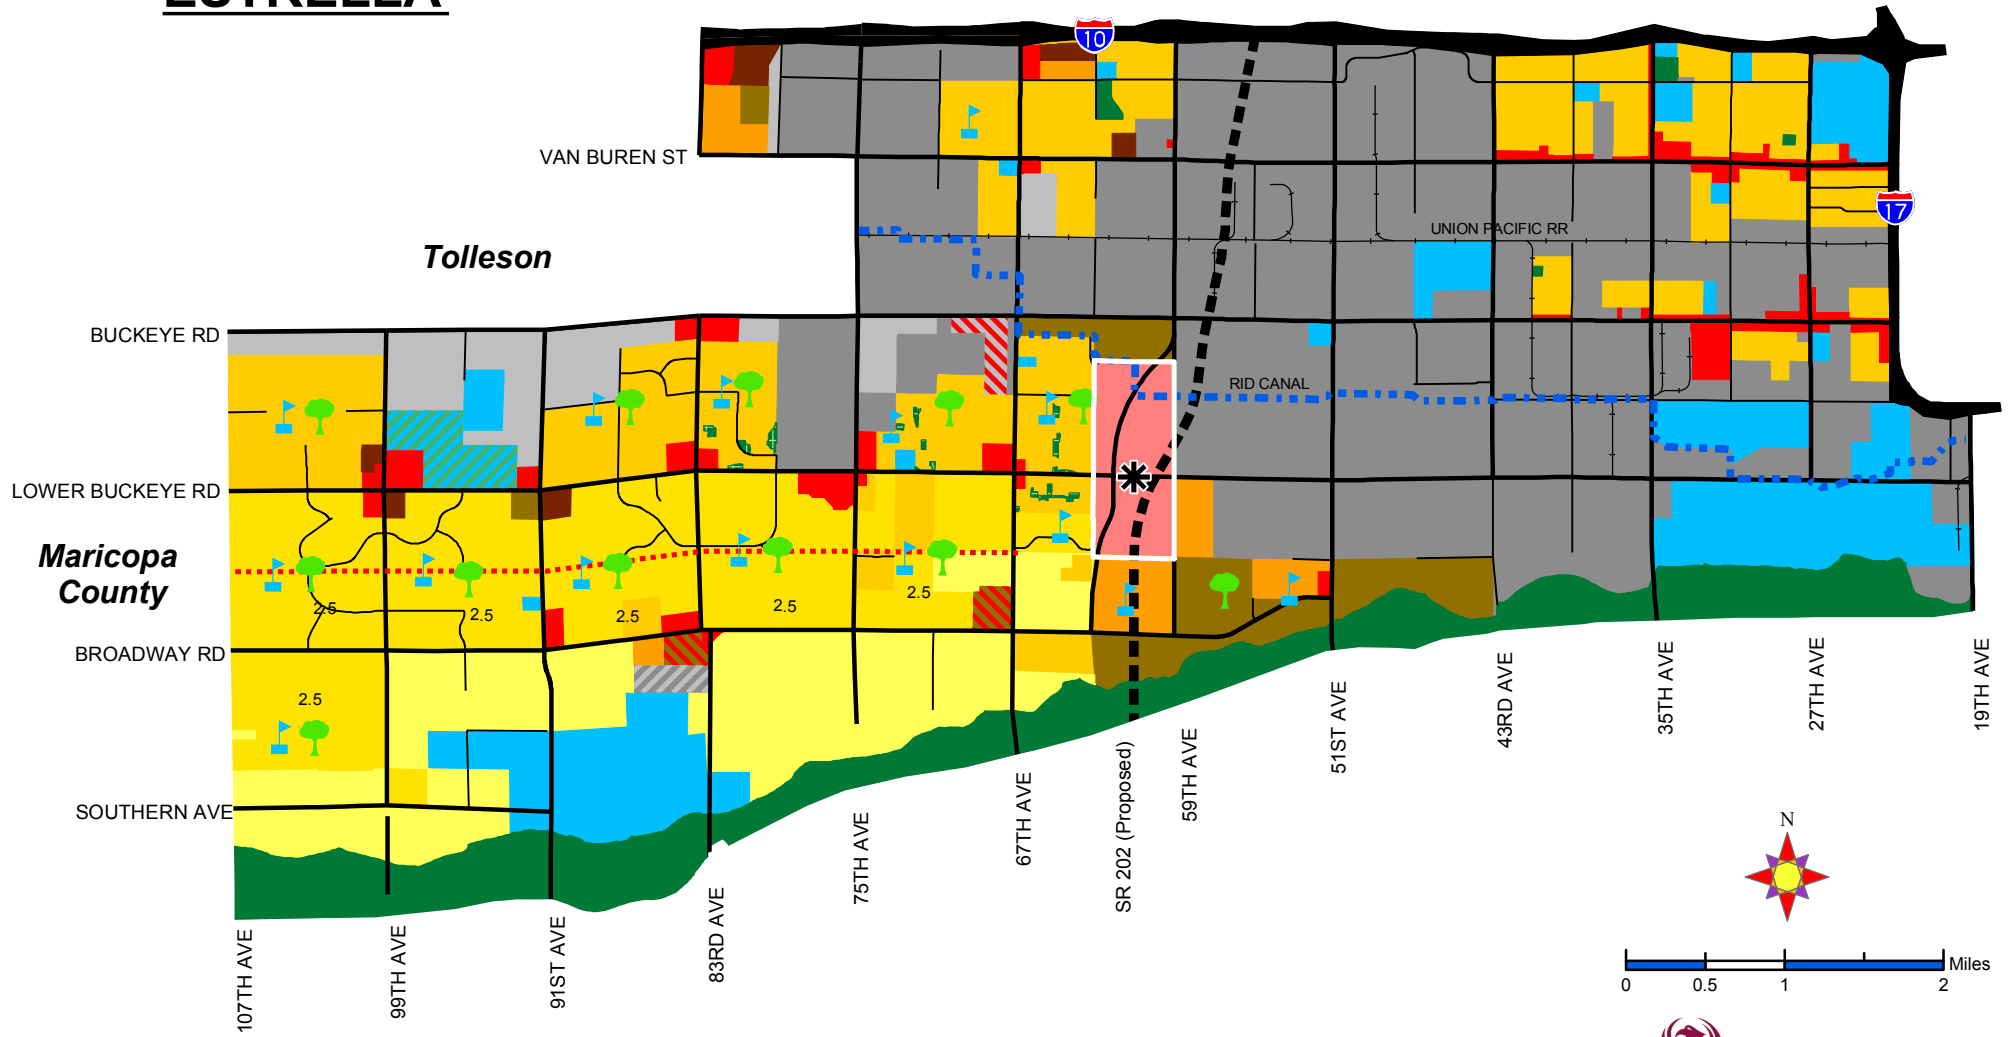 ESTRELLA
10
VAN BUREN ST
17
UNION PACIFIC RR
Tolleson
BUCKEYE RD
RID CANAL
LOWER BUCKEYE RD
Maricopa
County
2.5
2.5
2.5
2.5
2.5
BROADWAY RD
2.5
SOUTHERN AVE
107TH AVE
99TH AVE
91ST AVE
83RD AVE
75TH AVE
67TH AVE
SR 202 (Proposed)
59TH AVE
51ST AVE
43RD AVE
35TH AVE
27TH AVE
19TH AVE
N
Miles
0 0.5 1 2